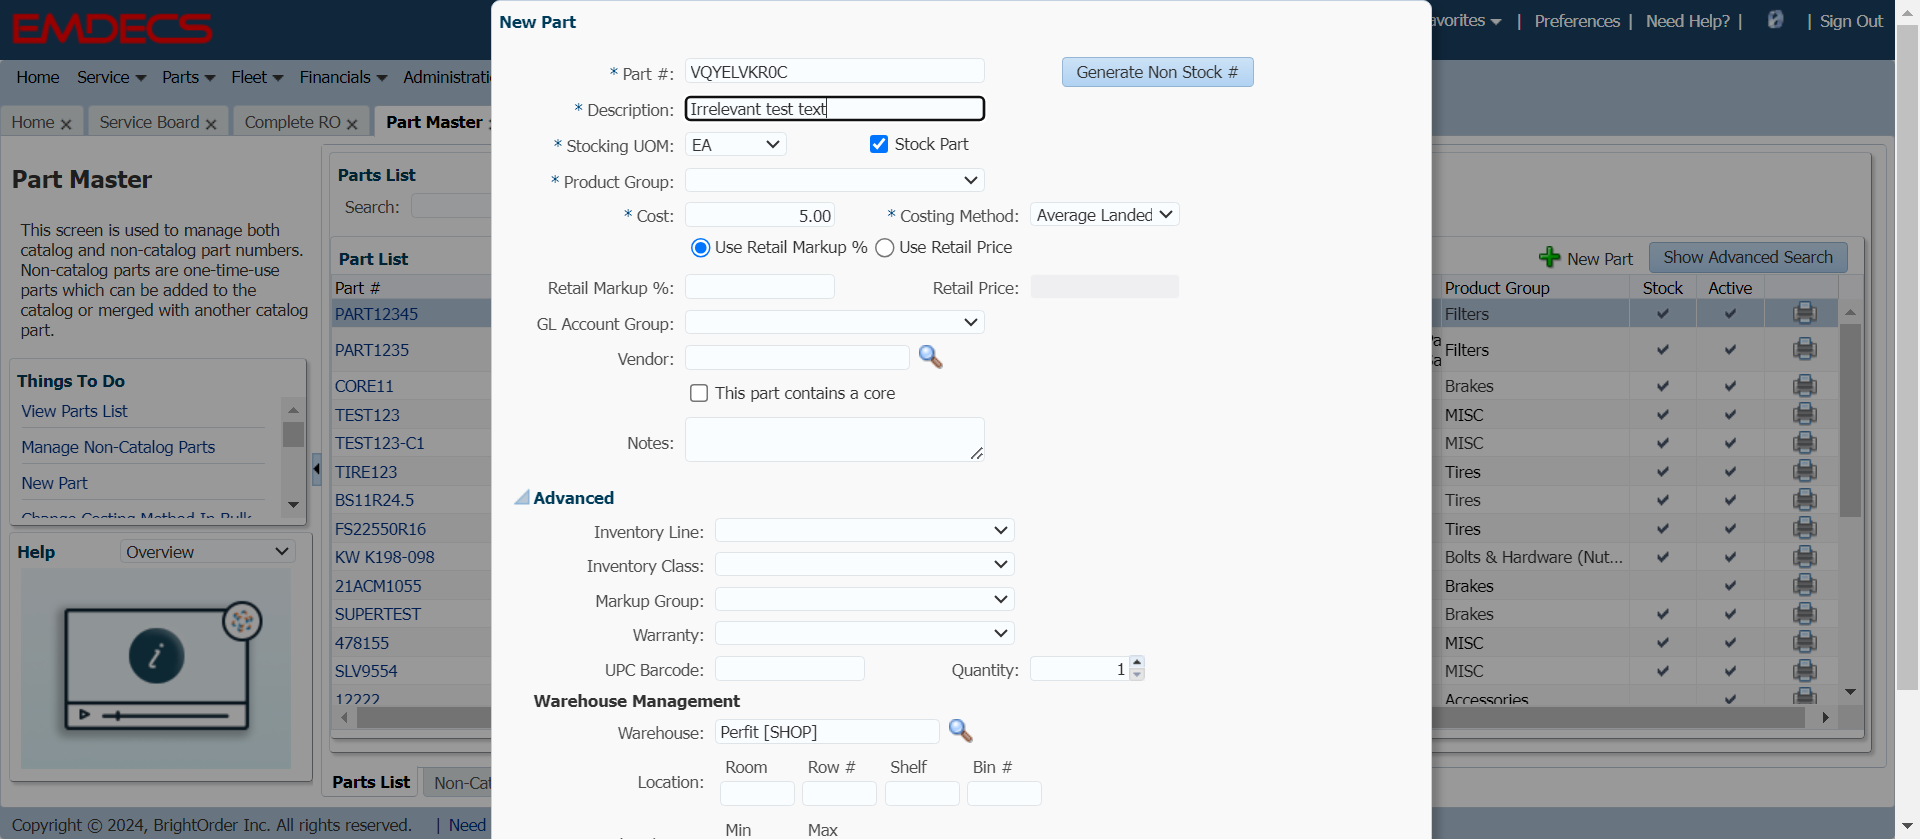 EMDECS
avorites | Preferences | Need Help? | | Sign Out
Home Service Parts Fleet Financials Administrati
Home Service Board Complete RO Part Master
Part Master
This screen is used to manage both
catalog and non-catalog part numbers.
Non-catalog parts are one-time-use
parts which can be added to the
catalog or merged with another catalog
part.
Things To Do
View Parts List
Manage Non-Catalog Parts
New Part
Change Costing Method In Bulk
Help Overview
Parts List
Search:
Part List
Part #
PART12345
PART1235
CORE11
TEST123
TEST123-C1
TIRE123
BS11R24.5
FS22550R16
KW K198-098
21ACM1055
SUPERTEST
478155
SLV9554
12222
Parts List Non-Cat
New Part
* Part #: VQYELVKR0C Generate Non Stock #
* Description: Irrelevant test text
* Stocking UOM: EA Stock Part
* Product Group:
* Cost: 5.00 * Costing Method: Average Landed
Use Retail Markup % Use Retail Price
Retail Markup %: Retail Price:
GL Account Group:
Vendor:
This part contains a core
Notes:
Advanced
Inventory Line:
Inventory Class:
Markup Group:
Warranty:
UPC Barcode: Quantity: 1
Warehouse Management
Warehouse: Perfit [SHOP]
Room Row # Shelf Bin #
Location:
Min Max
New Part Show Advanced Search
Product Group Stock Active
Filters
Pa
Filters
Ba
Brakes
MISC
MISC
Tires
Tires
Tires
Bolts & Hardware (Nut...
Brakes
Brakes
MISC
MISC
Accessories
Copyright © 2024, BrightOrder Inc. All rights reserved. | Need